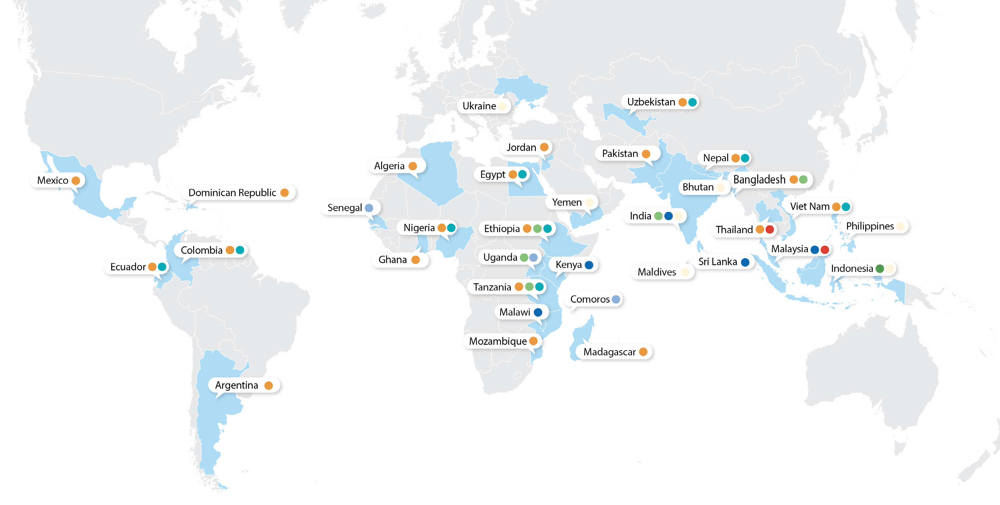 Ukraine
Uzbekistan
Jordan
Pakistan
Nepal
Algeria
Egypt
Mexico
Bangladesh
Bhutan
Dominican Republic
Yemen
Senegal
Viet Nam
India
Nigeria
Ethiopia
Philippines
Thailand
Colombia
Malaysia
Uganda
Ghana
Kenya
Sri Lanka
Ecuador
Indonesia
Maldives
Tanzania
Comoros
Malawi
Mozambique
Madagascar
Argentina